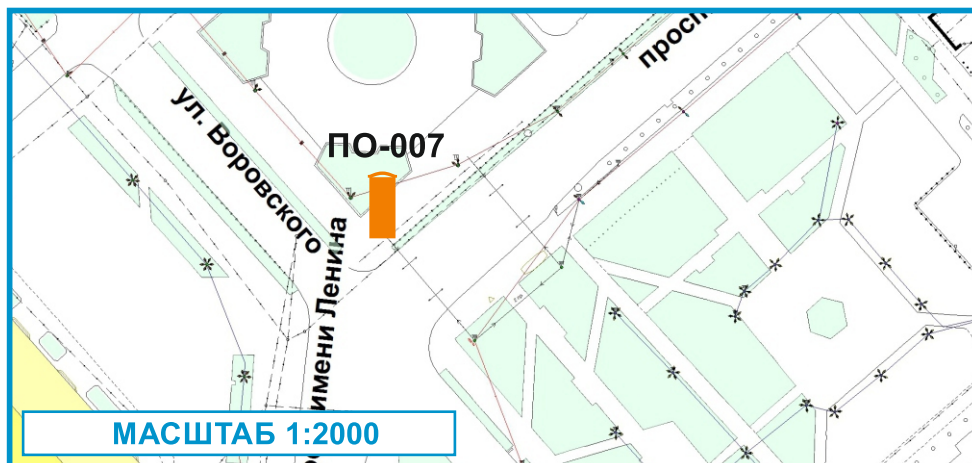 просп
ул. Воровского
ПО-007
имени Ленина
МАСШТАБ 1:2000